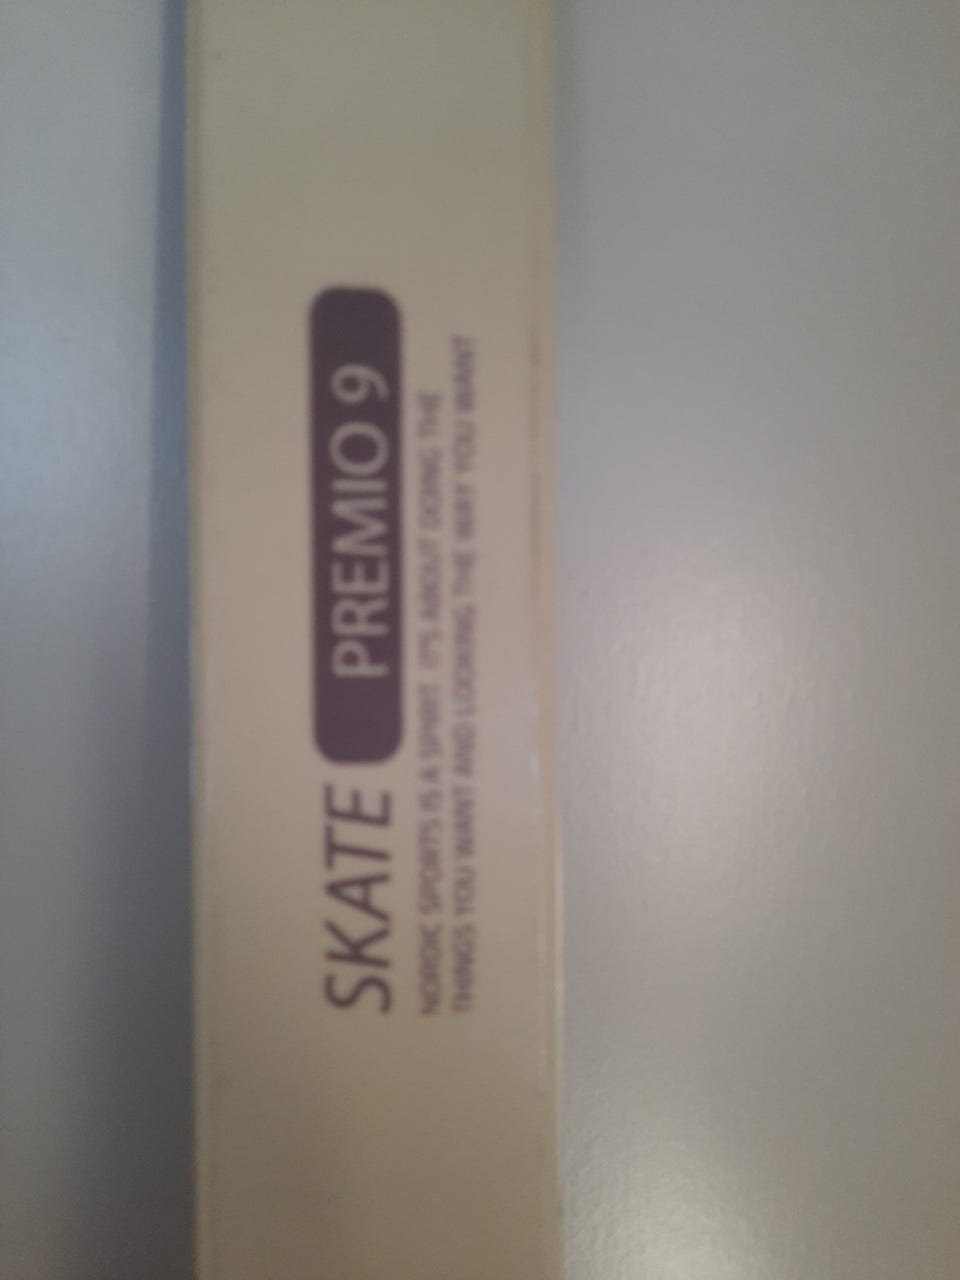 SKATE PREMIO 9
NORDIC SPORTS IS A SPIRIT IT'S ABOUT DOING THE
THINGS YOU WANT AND LOOKING THE WAY YOU WANT